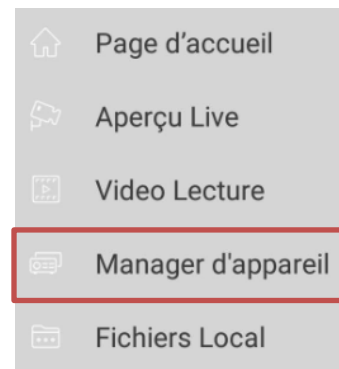 Page d’accueil
Aperçu Live
Video Lecture
Manager d'appareil
Fichiers Local